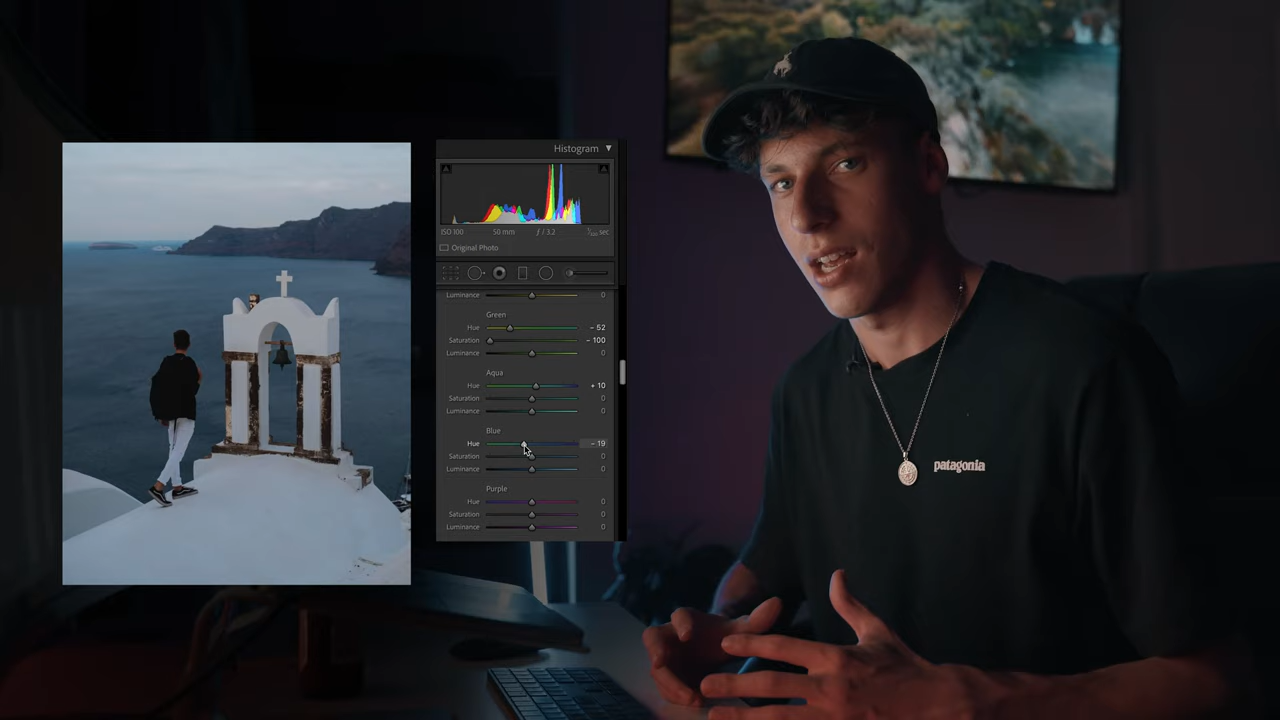 Histogram ▼
ISO 100 50 mm ƒ / 3.2 sec
Original Photo
Luminance 0
Green
Hue - 52
Saturation - 100
Luminance 0
Aqua
Hue + 10
Saturation 0
Luminance 0
Blue
Hue - 19
Saturation 0
Luminance 0
Purple
Hue 0
Saturation 0
Luminance 0
patagonia